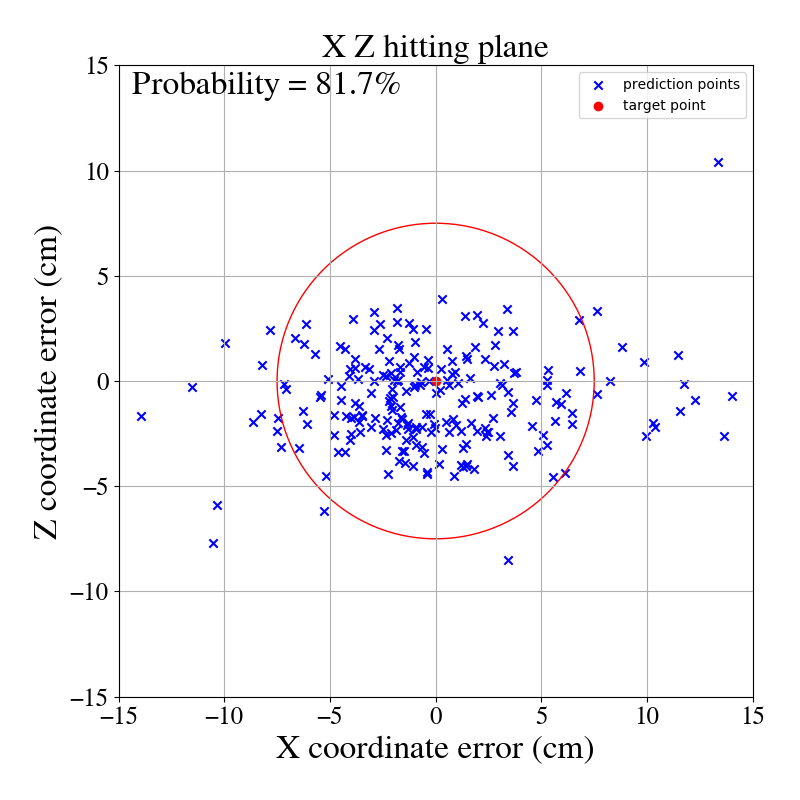 X Z hitting plane
Probability = 81.7%
prediction points
target point
Z coordinate error (cm)
15
10
5
0
−5
−10
−15
−15
−10
−5
0
5
10
15
X coordinate error (cm)